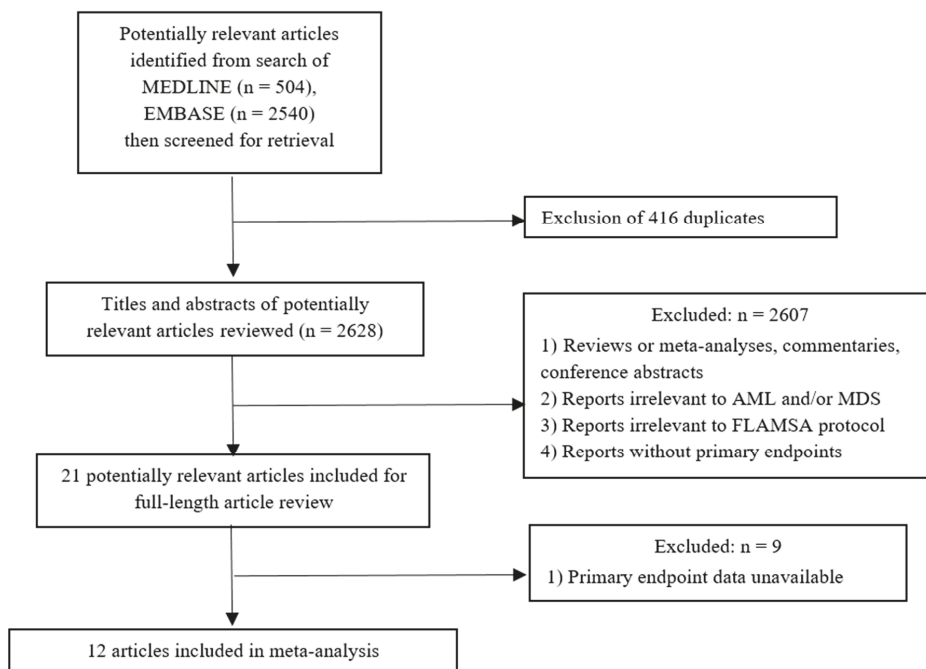 Potentially relevant articles
identified from search of
MEDLINE (n = 504),
EMBASE (n = 2540)
then screened for retrieval
Exclusion of 416 duplicates
Titles and abstracts of potentially
relevant articles reviewed (n = 2628)
Excluded: n = 2607
1) Reviews or meta-analyses, commentaries,
conference abstracts
2) Reports irrelevant to AML and/or MDS
3) Reports irrelevant to FLAMSA protocol
4) Reports without primary endpoints
21 potentially relevant articles included for
full-length article review
Excluded: n = 9
1) Primary endpoint data unavailable
12 articles included in meta-analysis